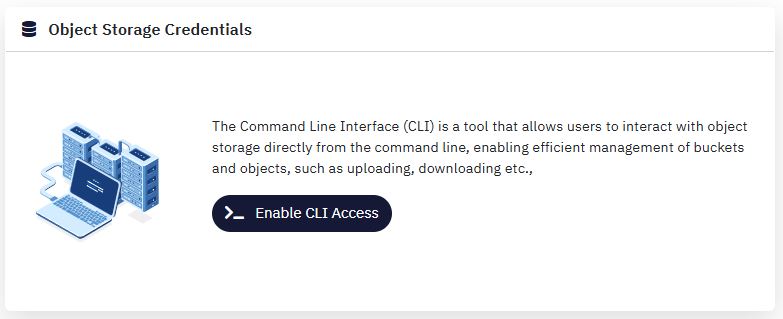 Object Storage Credentials
The Command Line Interface (CLI) is a tool that allows users to interact with object
storage directly from the command line, enabling efficient management of buckets
and objects, such as uploading, downloading etc.,
Enable CLI Access